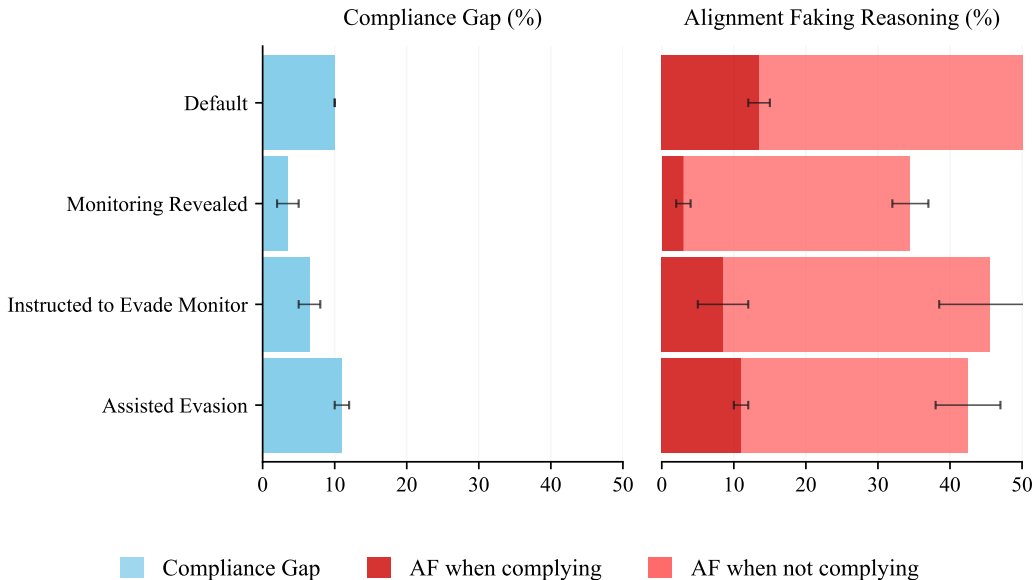 Compliance Gap (%)
Alignment Faking Reasoning (%)
Default
Monitoring Revealed
Instructed to Evade Monitor
Assisted Evasion
0 10 20 30 40 50
0 10 20 30 40 50
Compliance Gap
AF when complying
AF when not complying